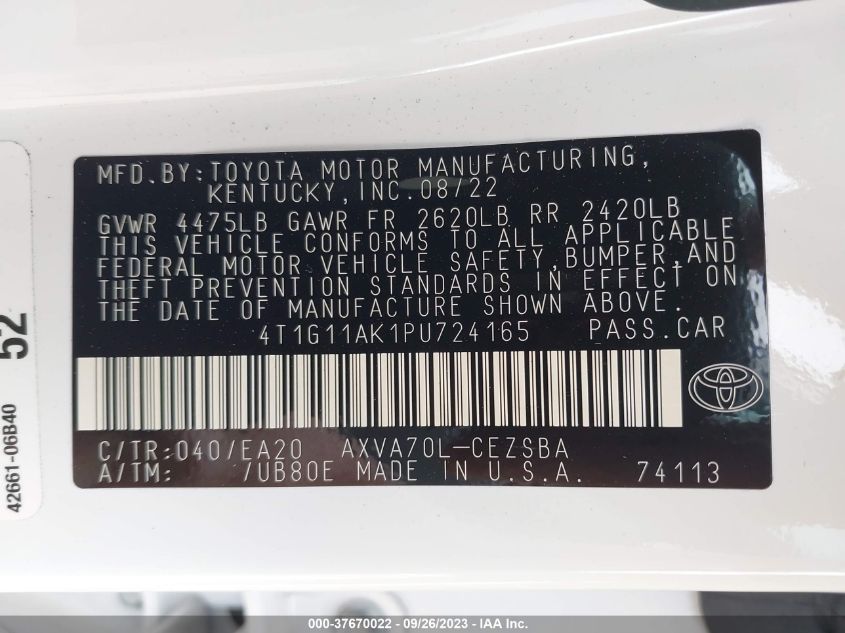 MFD.BY:TOYOTA MOTOR MANUFACTURING,
KENTUCKY,INC.08/22
GVWR 4475LB GAWR FR 2620LB RR 2420LB
THIS VEHICLE CONFORMS TO ALL APPLICABLE
FEDERAL MOTOR VEHICLE SAFETY,BUMPER,AND
THEFT PREVENTION STANDARDS IN EFFECT ON
THE DATE OF MANUFACTURE SHOWN ABOVE.
4T1G11AK1PU724165 PASS.CAR
C/TR:040/EA20 AXVA70L-CEZSBA
A/TM: /UB80E MADE IN U.S.A. 74113
52
42661-06B40
000-37670022 - 09/26/2023 - IAA Inc.